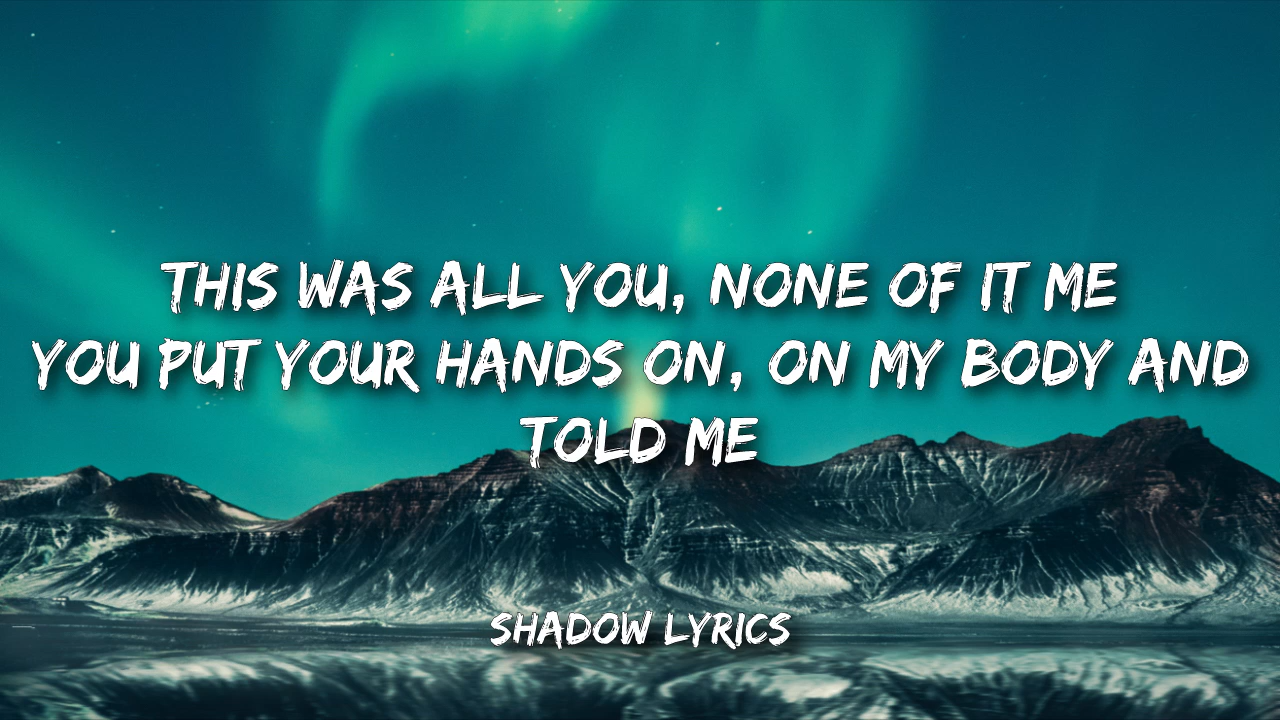 THIS WAS ALL YOU, NONE OF IT ME
YOU PUT YOUR HANDS ON, ON MY BODY AND
TOLD ME
SHADOW LYRICS